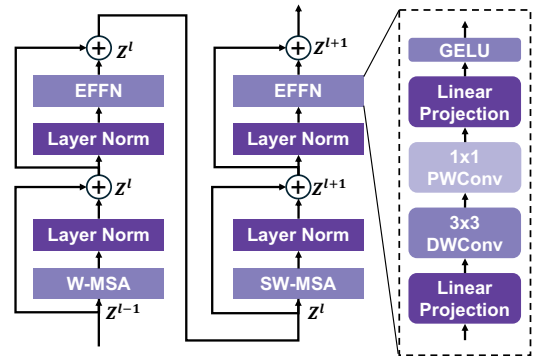 Z^l
EFFN
Layer Norm
Z^l
Layer Norm
W-MSA
Z^{l-1}
Z^{l+1}
EFFN
Layer Norm
Z^{l+1}
Layer Norm
SW-MSA
Z^l
GELU
Linear
Projection
1x1
PWConv
3x3
DWConv
Linear
Projection